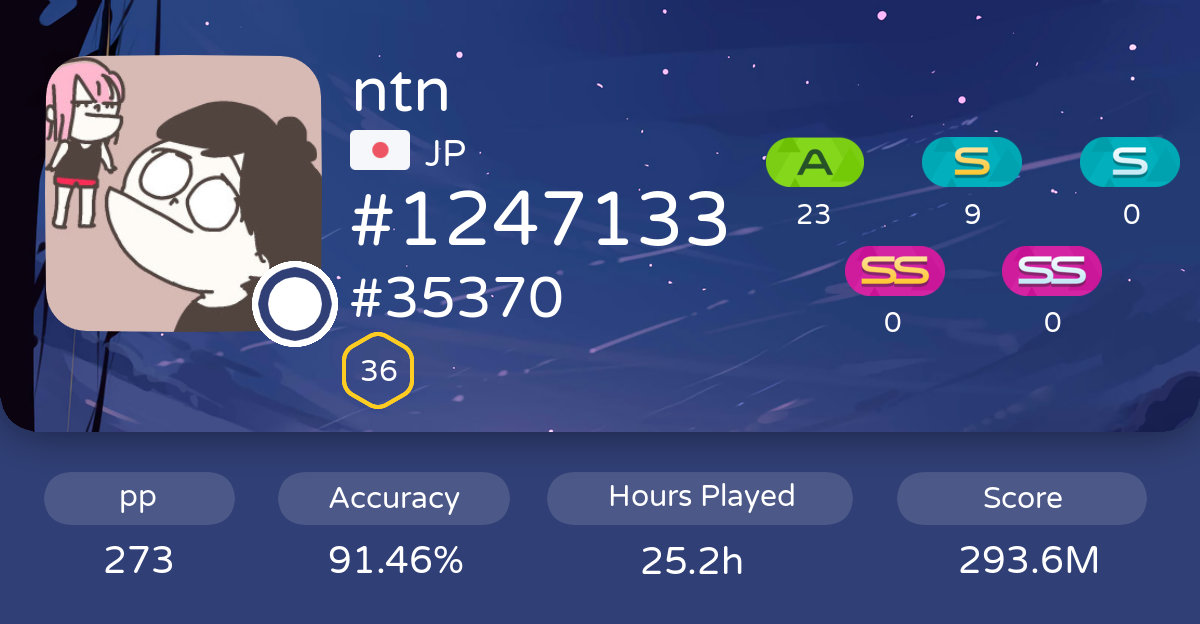 ntn
JP
#1247133
#35370
36
A S S
23 9 0
SS SS
0 0
pp Accuracy Hours Played Score
273 91.46% 25.2h 293.6M